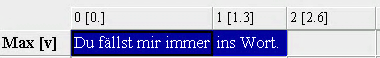 0 [0.] 1 [1.3] 2 [2.6]
Max [v] Du fällst mir immer ins Wort.